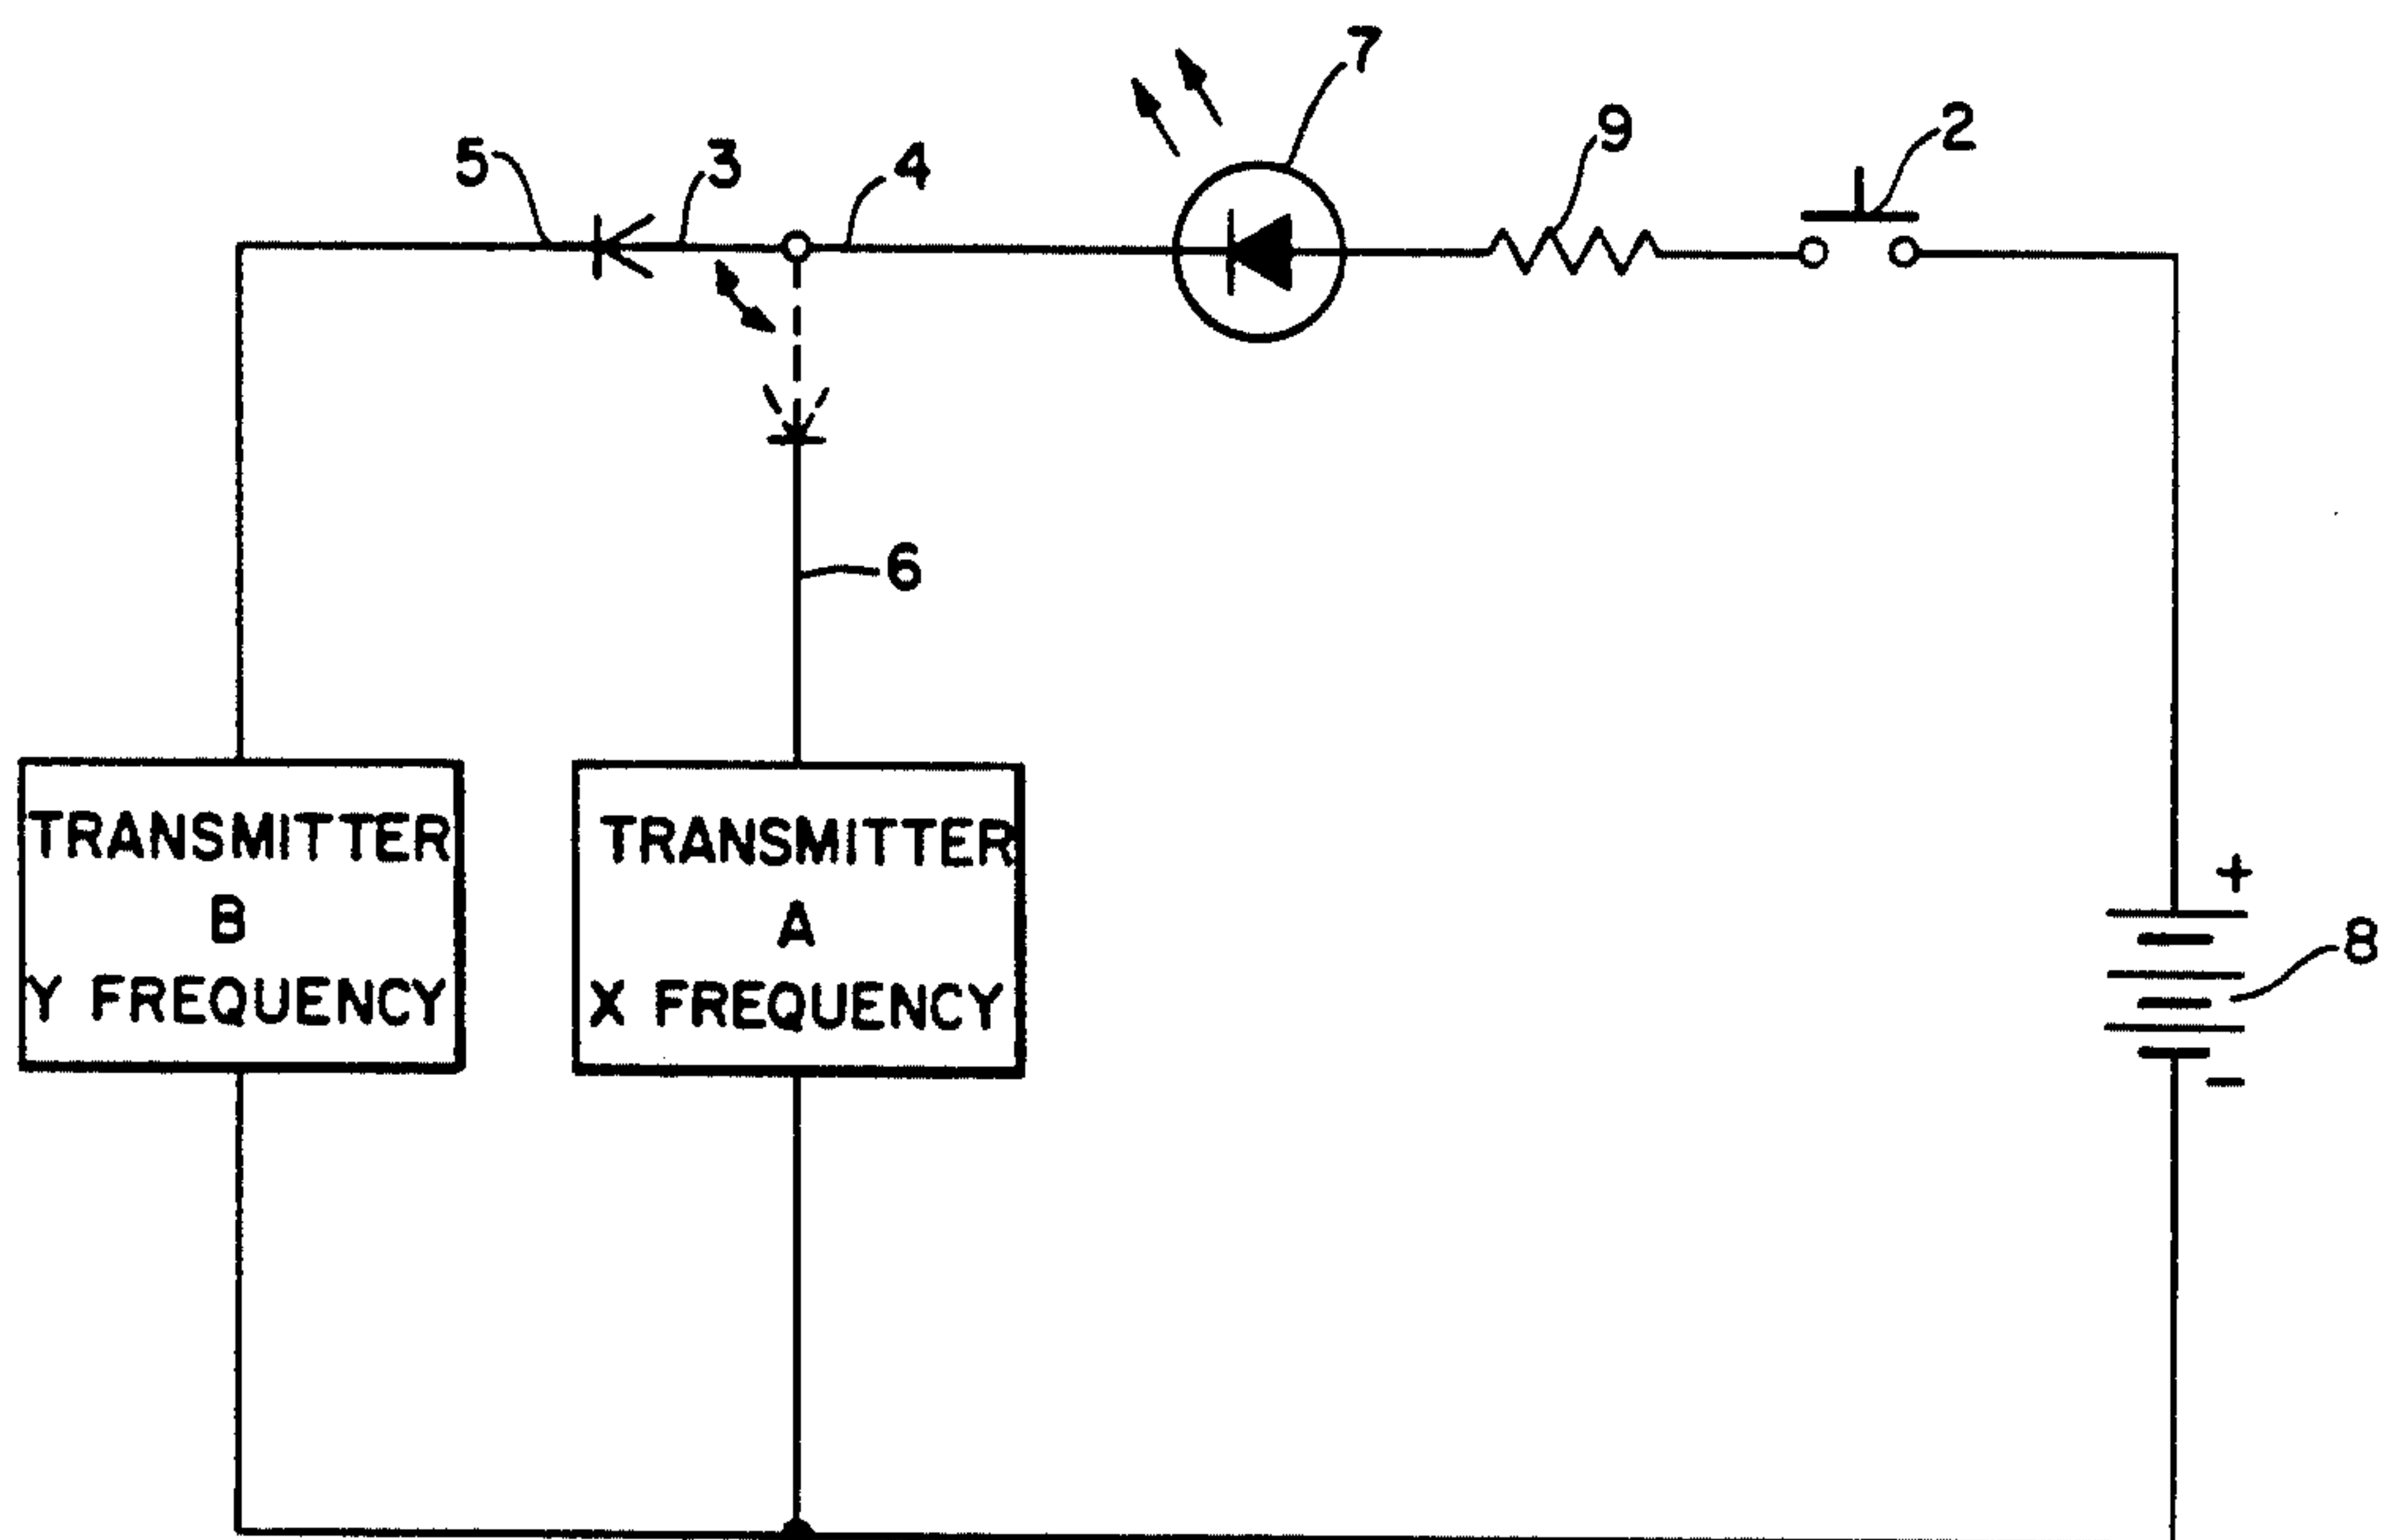 7
9
2
5
3
4
6
TRANSMITTER
B
Y FREQUENCY
TRANSMITTER
A
X FREQUENCY
+
8
−